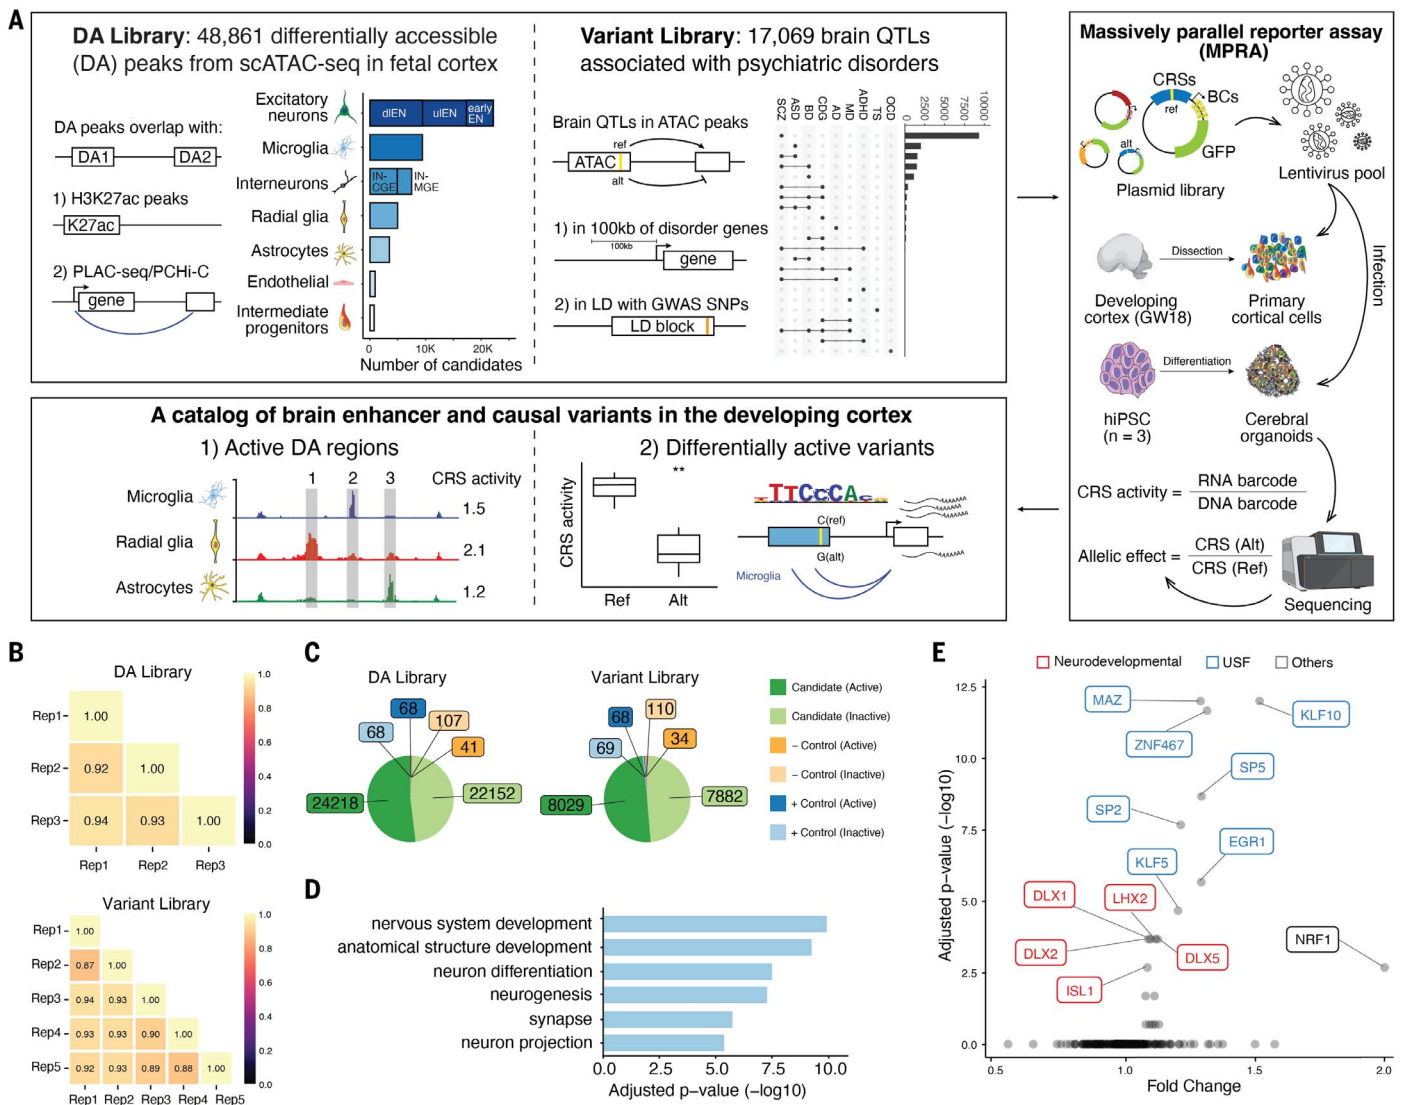 A
DA Library: 48,861 differentially accessible
(DA) peaks from scATAC-seq in fetal cortex
DA peaks overlap with:
DA1
DA2
1) H3K27ac peaks
K27ac
2) PLAC-seq/PCHi-C
gene
Excitatory
neurons
dlEN
ulEN
early
EN
Microglia
Interneurons
IN-
CGE
IN-
MGE
Radial glia
Astrocytes
Endothelial
Intermediate
progenitors
0
10K
20K
Number of candidates
Variant Library: 17,069 brain QTLs
associated with psychiatric disorders
Brain QTLs in ATAC peaks
ref
ATAC
alt
1) in 100kb of disorder genes
100kb
gene
2) in LD with GWAS SNPs
LD block
SCZ
ASD
BD
CDG
AD
MD
ADHD
TS
OCD
0
2500
5000
7500
10000
Massively parallel reporter assay
(MPRA)
CRSs
ref
BCs
alt
GFP
Plasmid library
Lentivirus pool
Dissection
Infection
Developing
cortex (GW18)
Primary
cortical cells
Differentiation
hiPSC
(n = 3)
Cerebral
organoids
CRS activity =
RNA barcode
DNA barcode
Allelic effect =
CRS (Alt)
CRS (Ref)
Sequencing
A catalog of brain enhancer and causal variants in the developing cortex
1) Active DA regions
1
2
3
CRS activity
Microglia
1.5
Radial glia
2.1
Astrocytes
1.2
2) Differentially active variants
CRS activity
**
Ref
Alt
TTCCCA
C(ref)
G(alt)
AAAAAAA
AAAAAAA
AAAAAAA
Microglia
B
DA Library
Rep1
1.00
Rep2
0.92
1.00
Rep3
0.94
0.93
1.00
Rep1
Rep2
Rep3
1.0
0.8
0.6
0.4
0.2
0.0
Variant Library
Rep1
1.00
Rep2
0.87
1.00
Rep3
0.94
0.93
1.00
Rep4
0.93
0.93
0.90
1.00
Rep5
0.92
0.93
0.89
0.88
1.00
Rep1
Rep2
Rep3
Rep4
Rep5
1.0
0.8
0.6
0.4
0.2
0.0
C
DA Library
68
68
107
41
24218
22152
Variant Library
68
110
69
34
8029
7882
Candidate (Active)
Candidate (Inactive)
− Control (Active)
− Control (Inactive)
+ Control (Active)
+ Control (Inactive)
D
nervous system development
anatomical structure development
neuron differentiation
neurogenesis
synapse
neuron projection
0.0
2.5
5.0
7.5
10.0
Adjusted p-value (−log10)
E
Neurodevelopmental
USF
Others
Adjusted p−value (−log10)
12.5
10.0
7.5
5.0
2.5
0.0
MAZ
KLF10
ZNF467
SP5
SP2
EGR1
KLF5
DLX1
LHX2
NRF1
DLX2
DLX5
ISL1
0.5
1.0
1.5
2.0
Fold Change